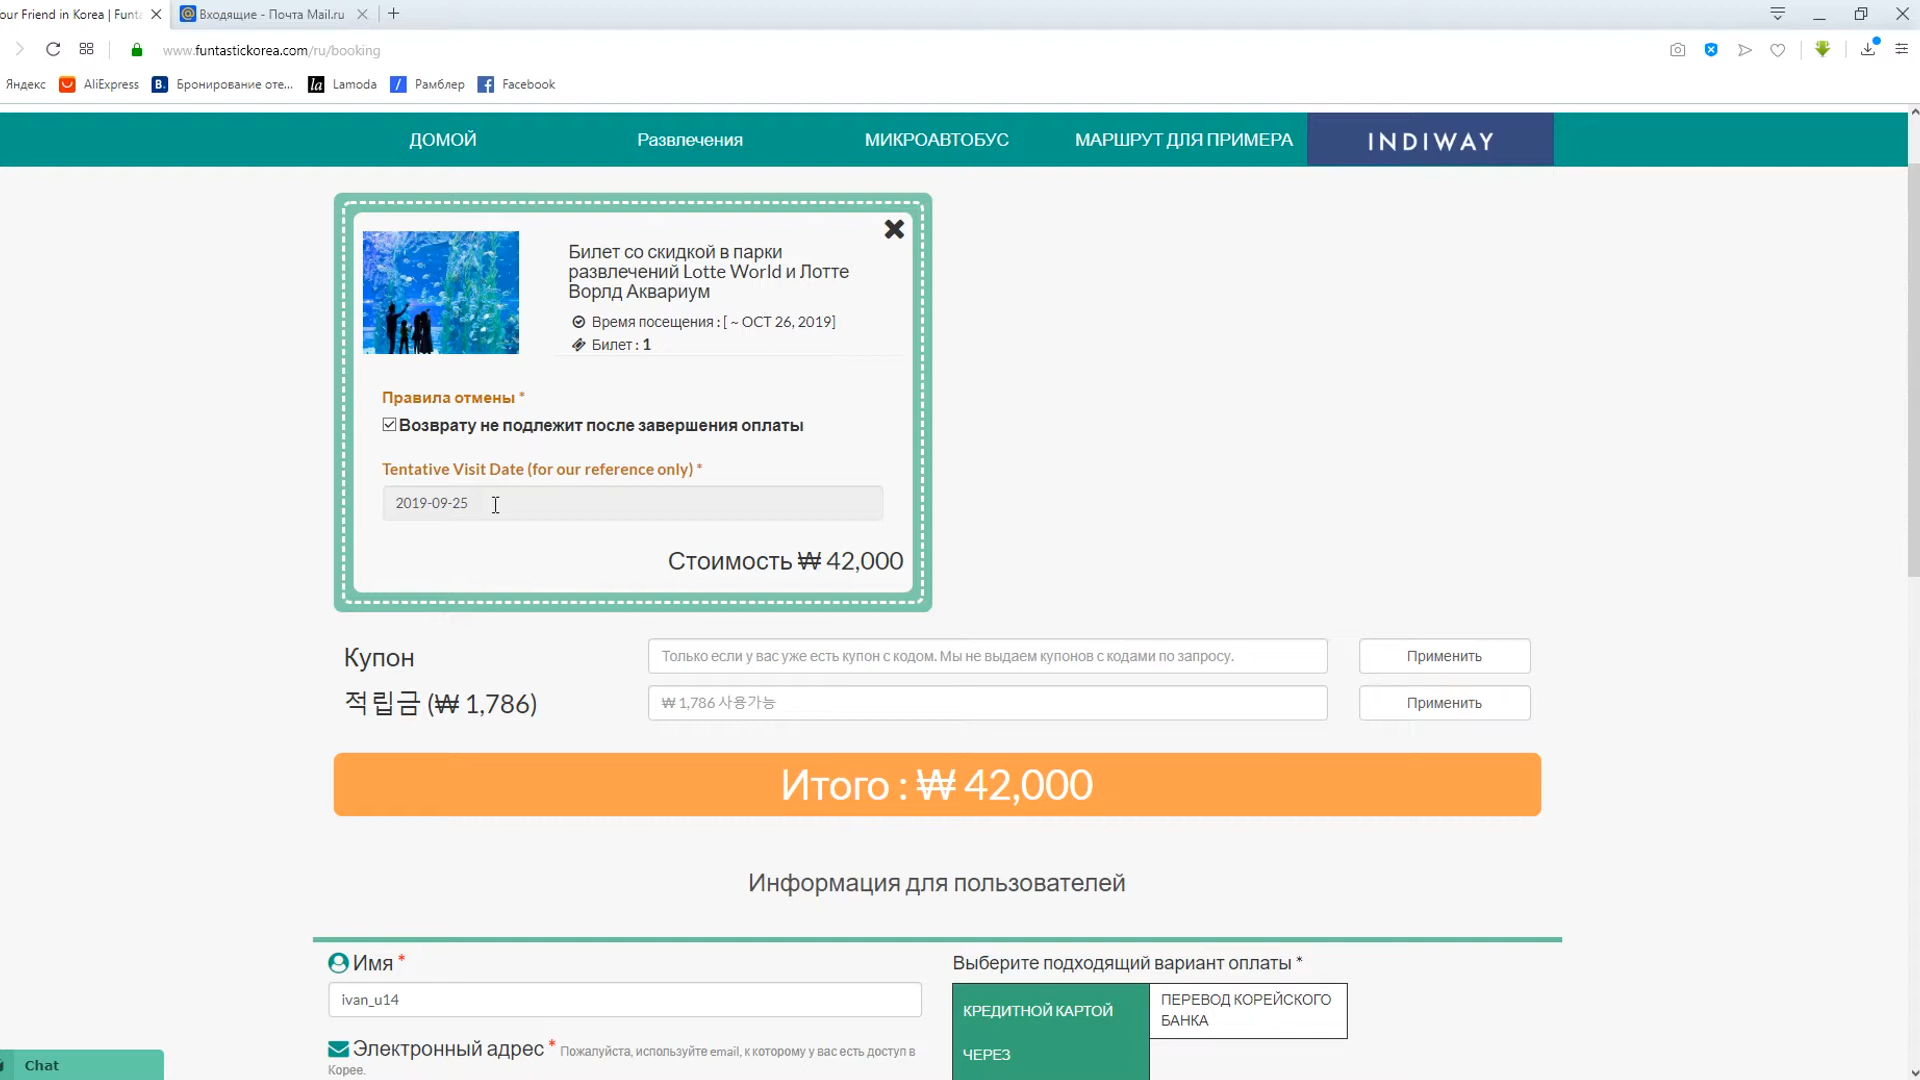 our Friend in Korea | Funta
Входящие - Почта Mail.ru
www.funtastickorea.com/ru/booking
Яндекс
AliExpress
B.
Бронирование оте...
la
Lamoda
Рамблер
Facebook
ДОМОЙ
Развлечения
МИКРОАВТОБУС
МАРШРУТ ДЛЯ ПРИМЕРА
INDIWAY
Билет со скидкой в парки
развлечений Lotte World и Лотте
Ворлд Аквариум
Время посещения : [ ~ OCT 26, 2019]
Билет : 1
Правила отмены *
Возврату не подлежит после завершения оплаты
Tentative Visit Date (for our reference only) *
2019-09-25
Стоимость ₩ 42,000
Купон
Только если у вас уже есть купон с кодом. Мы не выдаем купонов с кодами по запросу.
Применить
적립금 (₩ 1,786)
₩ 1,786 사용가능
Применить
Итого : ₩ 42,000
Информация для пользователей
Имя *
ivan_u14
Электронный адрес * Пожалуйста, используйте email, к которому у вас есть доступ в
Корее.
Выберите подходящий вариант оплаты *
КРЕДИТНОЙ КАРТОЙ
ЧЕРЕЗ
ПЕРЕВОД КОРЕЙСКОГО
БАНКА
Chat